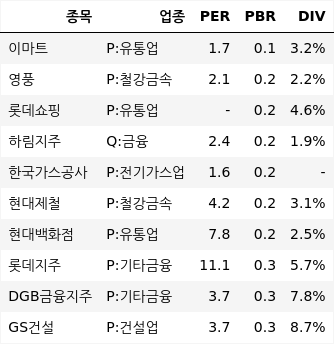 종목 업종 PER PBR DIV
이마트 P:유통업 1.7 0.1 3.2%
영풍 P:철강금속 2.1 0.2 2.2%
롯데쇼핑 P:유통업 - 0.2 4.6%
하림지주 Q:금융 2.4 0.2 1.9%
한국가스공사 P:전기가스업 1.6 0.2 -
현대제철 P:철강금속 4.2 0.2 3.1%
현대백화점 P:유통업 7.8 0.2 2.5%
롯데지주 P:기타금융 11.1 0.3 5.7%
DGB금융지주 P:기타금융 3.7 0.3 7.8%
GS건설 P:건설업 3.7 0.3 8.7%